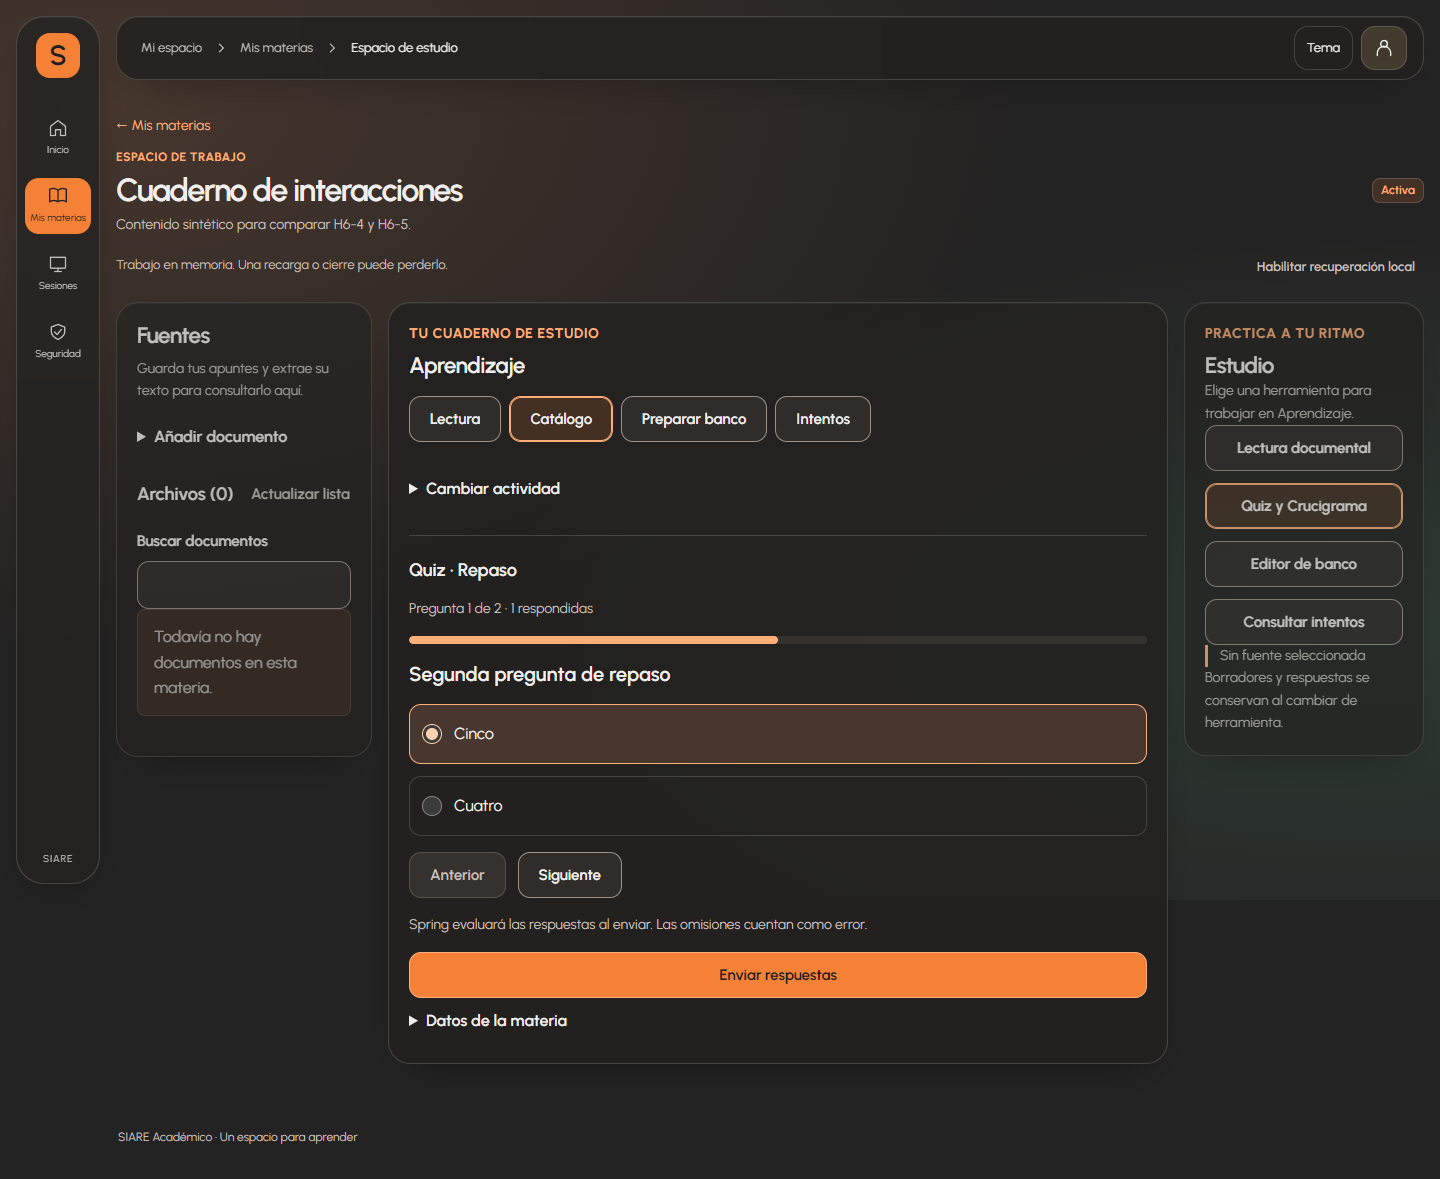 S
Inicio
Mis materias
Sesiones
Seguridad
SIARE
Mi espacio
Mis materias
Espacio de estudio
Tema
← Mis materias
ESPACIO DE TRABAJO
Cuaderno de interacciones
Activa
Contenido sintético para comparar H6-4 y H6-5.
Trabajo en memoria. Una recarga o cierre puede perderlo.
Habilitar recuperación local
Fuentes
Guarda tus apuntes y extrae su
texto para consultarlo aquí.
Añadir documento
Archivos (0)
Actualizar lista
Buscar documentos
Todavía no hay
documentos en esta
materia.
TU CUADERNO DE ESTUDIO
Aprendizaje
Lectura
Catálogo
Preparar banco
Intentos
Cambiar actividad
Quiz · Repaso
Pregunta 1 de 2 · 1 respondidas
Segunda pregunta de repaso
Cinco
Cuatro
Anterior
Siguiente
Spring evaluará las respuestas al enviar. Las omisiones cuentan como error.
Enviar respuestas
Datos de la materia
PRACTICA A TU RITMO
Estudio
Elige una herramienta para
trabajar en Aprendizaje.
Lectura documental
Quiz y Crucigrama
Editor de banco
Consultar intentos
Sin fuente seleccionada
Borradores y respuestas se
conservan al cambiar de
herramienta.
SIARE Académico · Un espacio para aprender